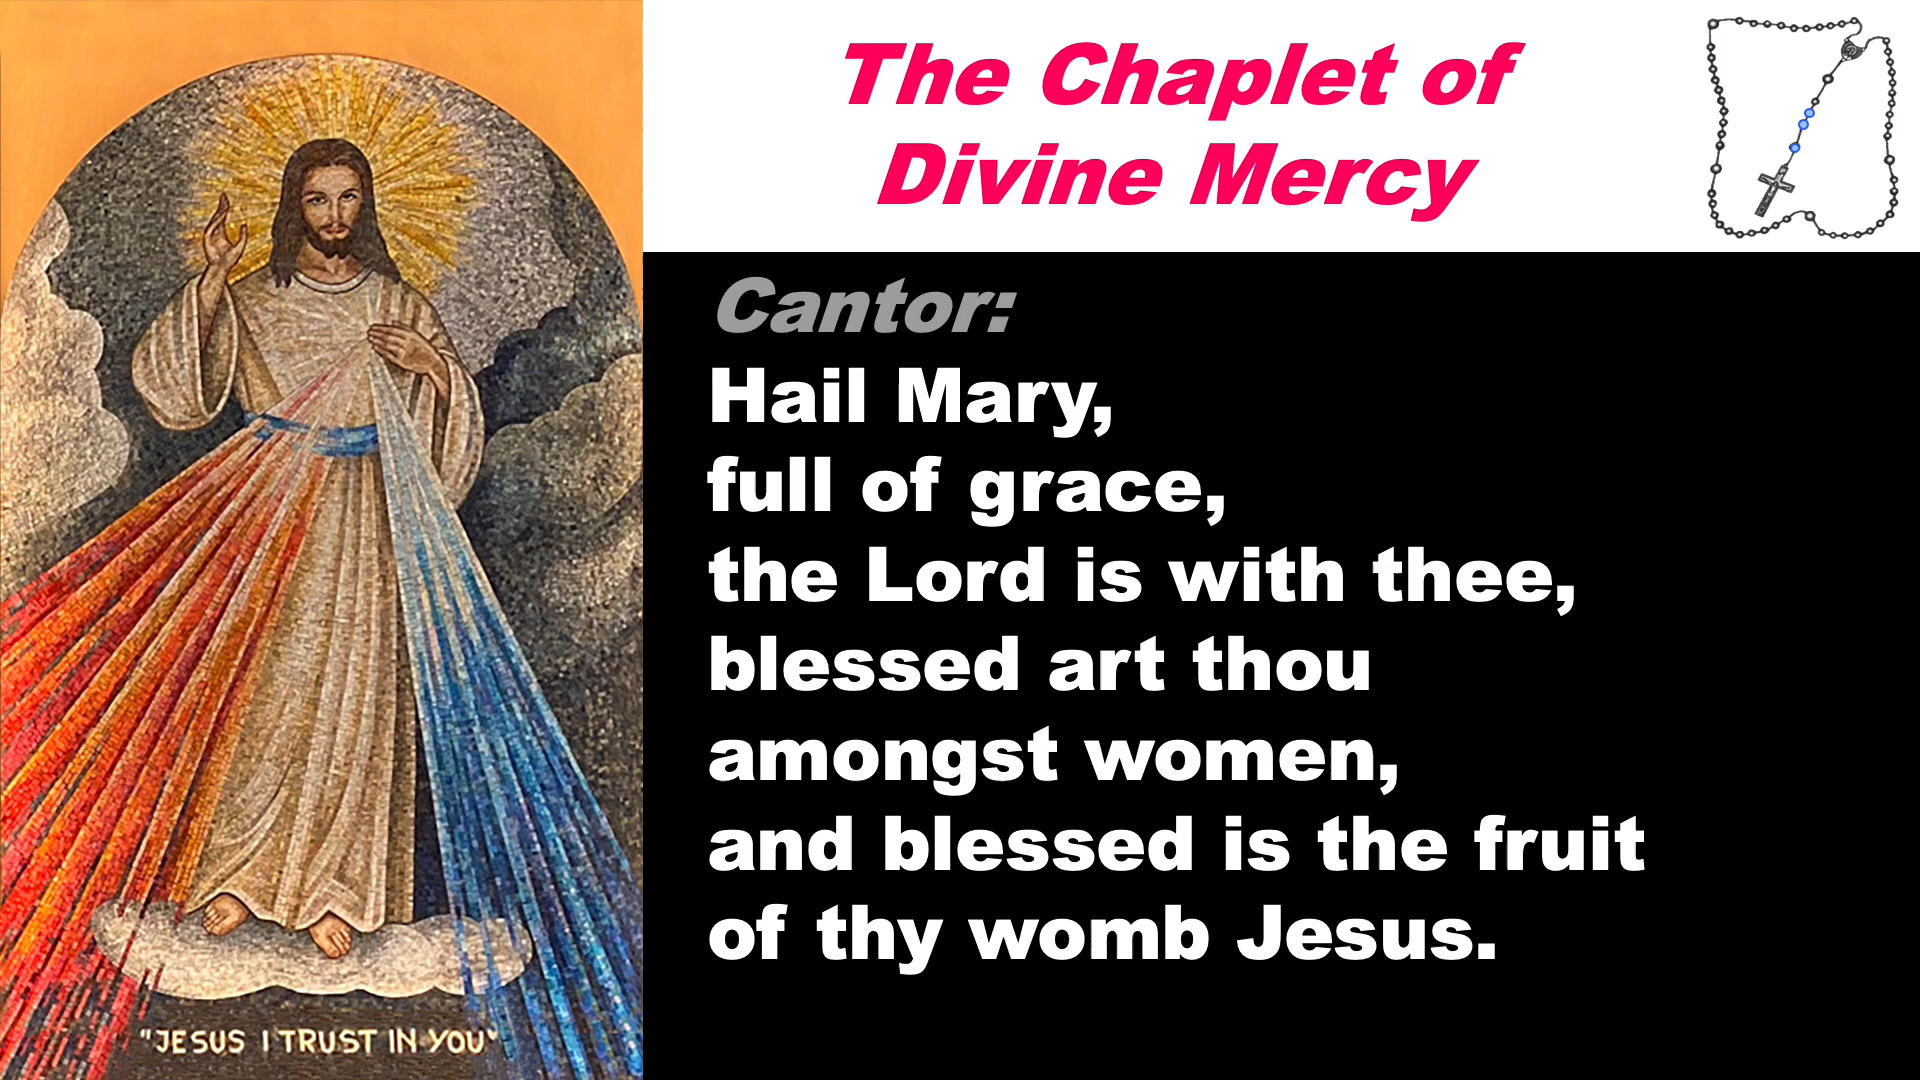 The Chaplet of
Divine Mercy
Cantor:
Hail Mary,
full of grace,
the Lord is with thee,
blessed art thou
amongst women,
and blessed is the fruit
of thy womb Jesus.
"JESUS I TRUST IN YOU"